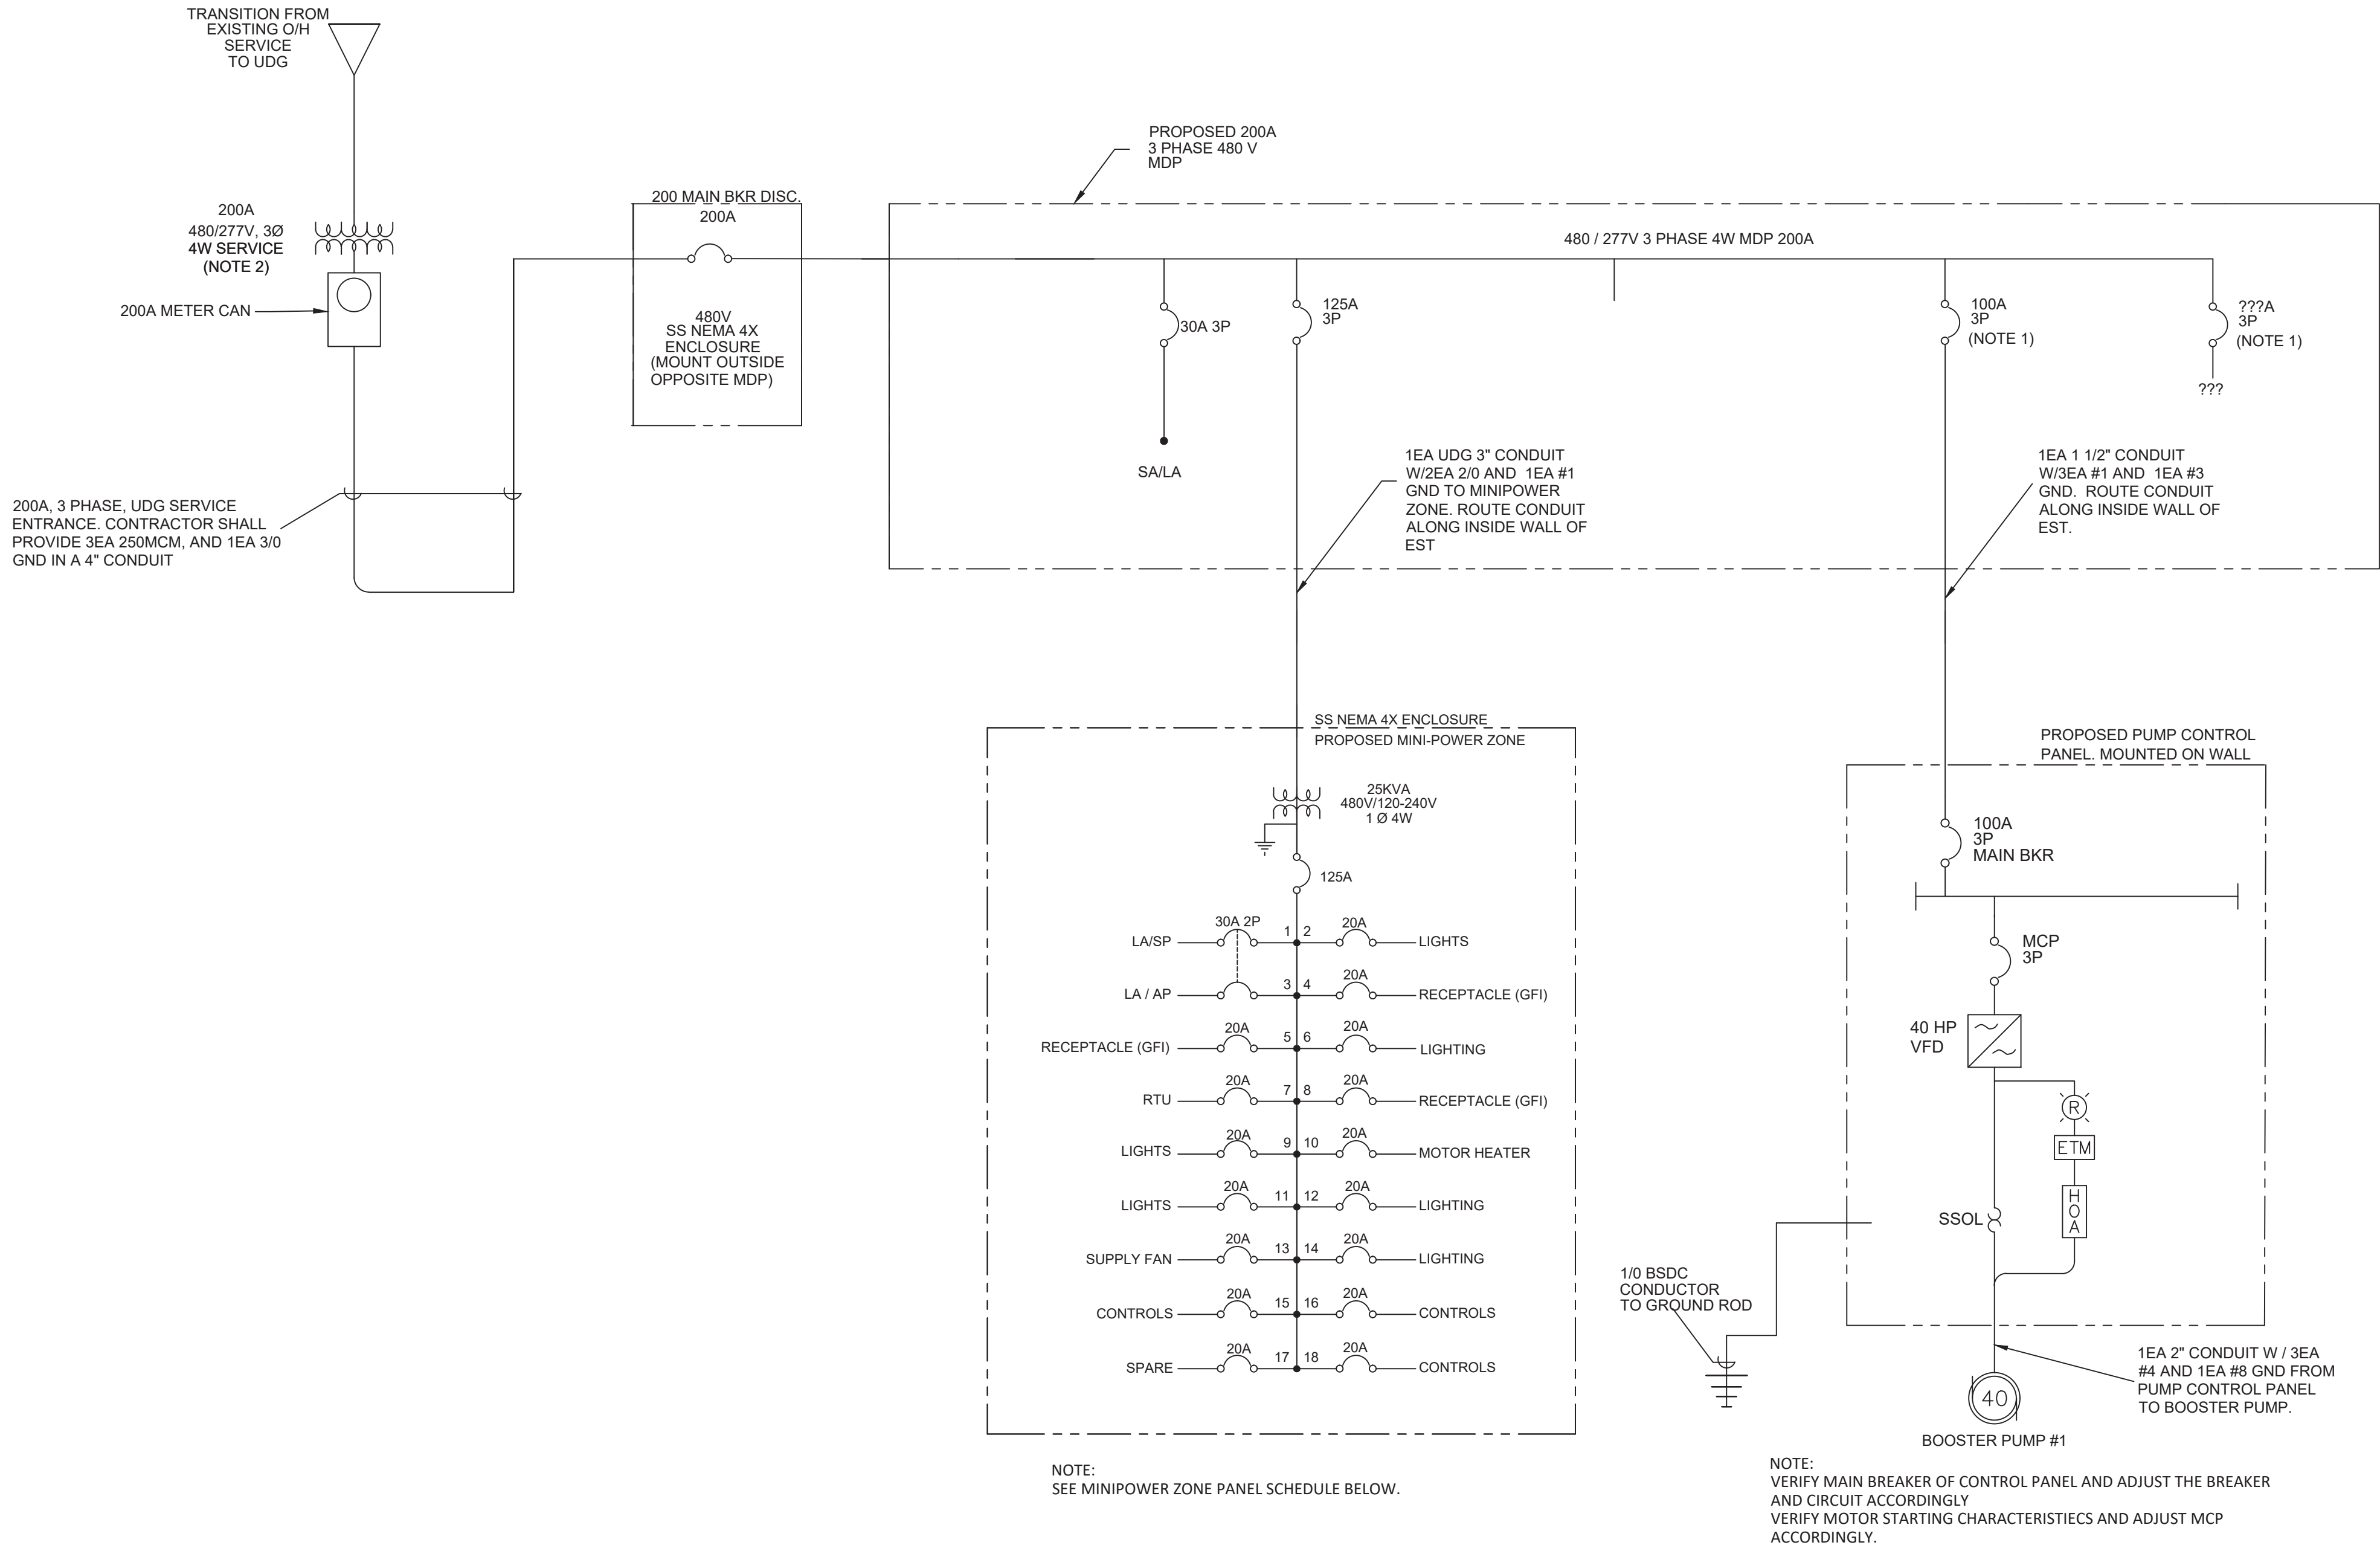 TRANSITION FROM
EXISTING O/H
SERVICE
TO UDG
200A
480/277V, 3Ø
4W SERVICE
(NOTE 2)
200A METER CAN
200A, 3 PHASE, UDG SERVICE
ENTRANCE. CONTRACTOR SHALL
PROVIDE 3EA 250MCM, AND 1EA 3/0
GND IN A 4" CONDUIT
200 MAIN BKR DISC.
200A
480V
SS NEMA 4X
ENCLOSURE
(MOUNT OUTSIDE
OPPOSITE MDP)
PROPOSED 200A
3 PHASE 480 V
MDP
480 / 277V 3 PHASE 4W MDP 200A
30A 3P
SA/LA
125A
3P
100A
3P
(NOTE 1)
???A
3P
(NOTE 1)
???
1EA UDG 3" CONDUIT
W/2EA 2/0 AND 1EA #1
GND TO MINIPOWER
ZONE. ROUTE CONDUIT
ALONG INSIDE WALL OF
EST
1EA 1 1/2" CONDUIT
W/3EA #1 AND 1EA #3
GND. ROUTE CONDUIT
ALONG INSIDE WALL OF
EST.
SS NEMA 4X ENCLOSURE
PROPOSED MINI-POWER ZONE
25KVA
480V/120-240V
1 Ø 4W
125A
LA/SP 30A 2P 1 2 20A LIGHTS
LA / AP 3 4 20A RECEPTACLE (GFI)
RECEPTACLE (GFI) 20A 5 6 20A LIGHTING
RTU 20A 7 8 20A RECEPTACLE (GFI)
LIGHTS 20A 9 10 20A MOTOR HEATER
LIGHTS 20A 11 12 20A LIGHTING
SUPPLY FAN 20A 13 14 20A LIGHTING
CONTROLS 20A 15 16 20A CONTROLS
SPARE 20A 17 18 20A CONTROLS
NOTE:
SEE MINIPOWER ZONE PANEL SCHEDULE BELOW.
PROPOSED PUMP CONTROL
PANEL. MOUNTED ON WALL
100A
3P
MAIN BKR
MCP
3P
40 HP
VFD
R
ETM
H
O
A
SSOL
1/0 BSDC
CONDUCTOR
TO GROUND ROD
1EA 2" CONDUIT W / 3EA
#4 AND 1EA #8 GND FROM
PUMP CONTROL PANEL
TO BOOSTER PUMP.
40
BOOSTER PUMP #1
NOTE:
VERIFY MAIN BREAKER OF CONTROL PANEL AND ADJUST THE BREAKER
AND CIRCUIT ACCORDINGLY
VERIFY MOTOR STARTING CHARACTERISTIECS AND ADJUST MCP
ACCORDINGLY.